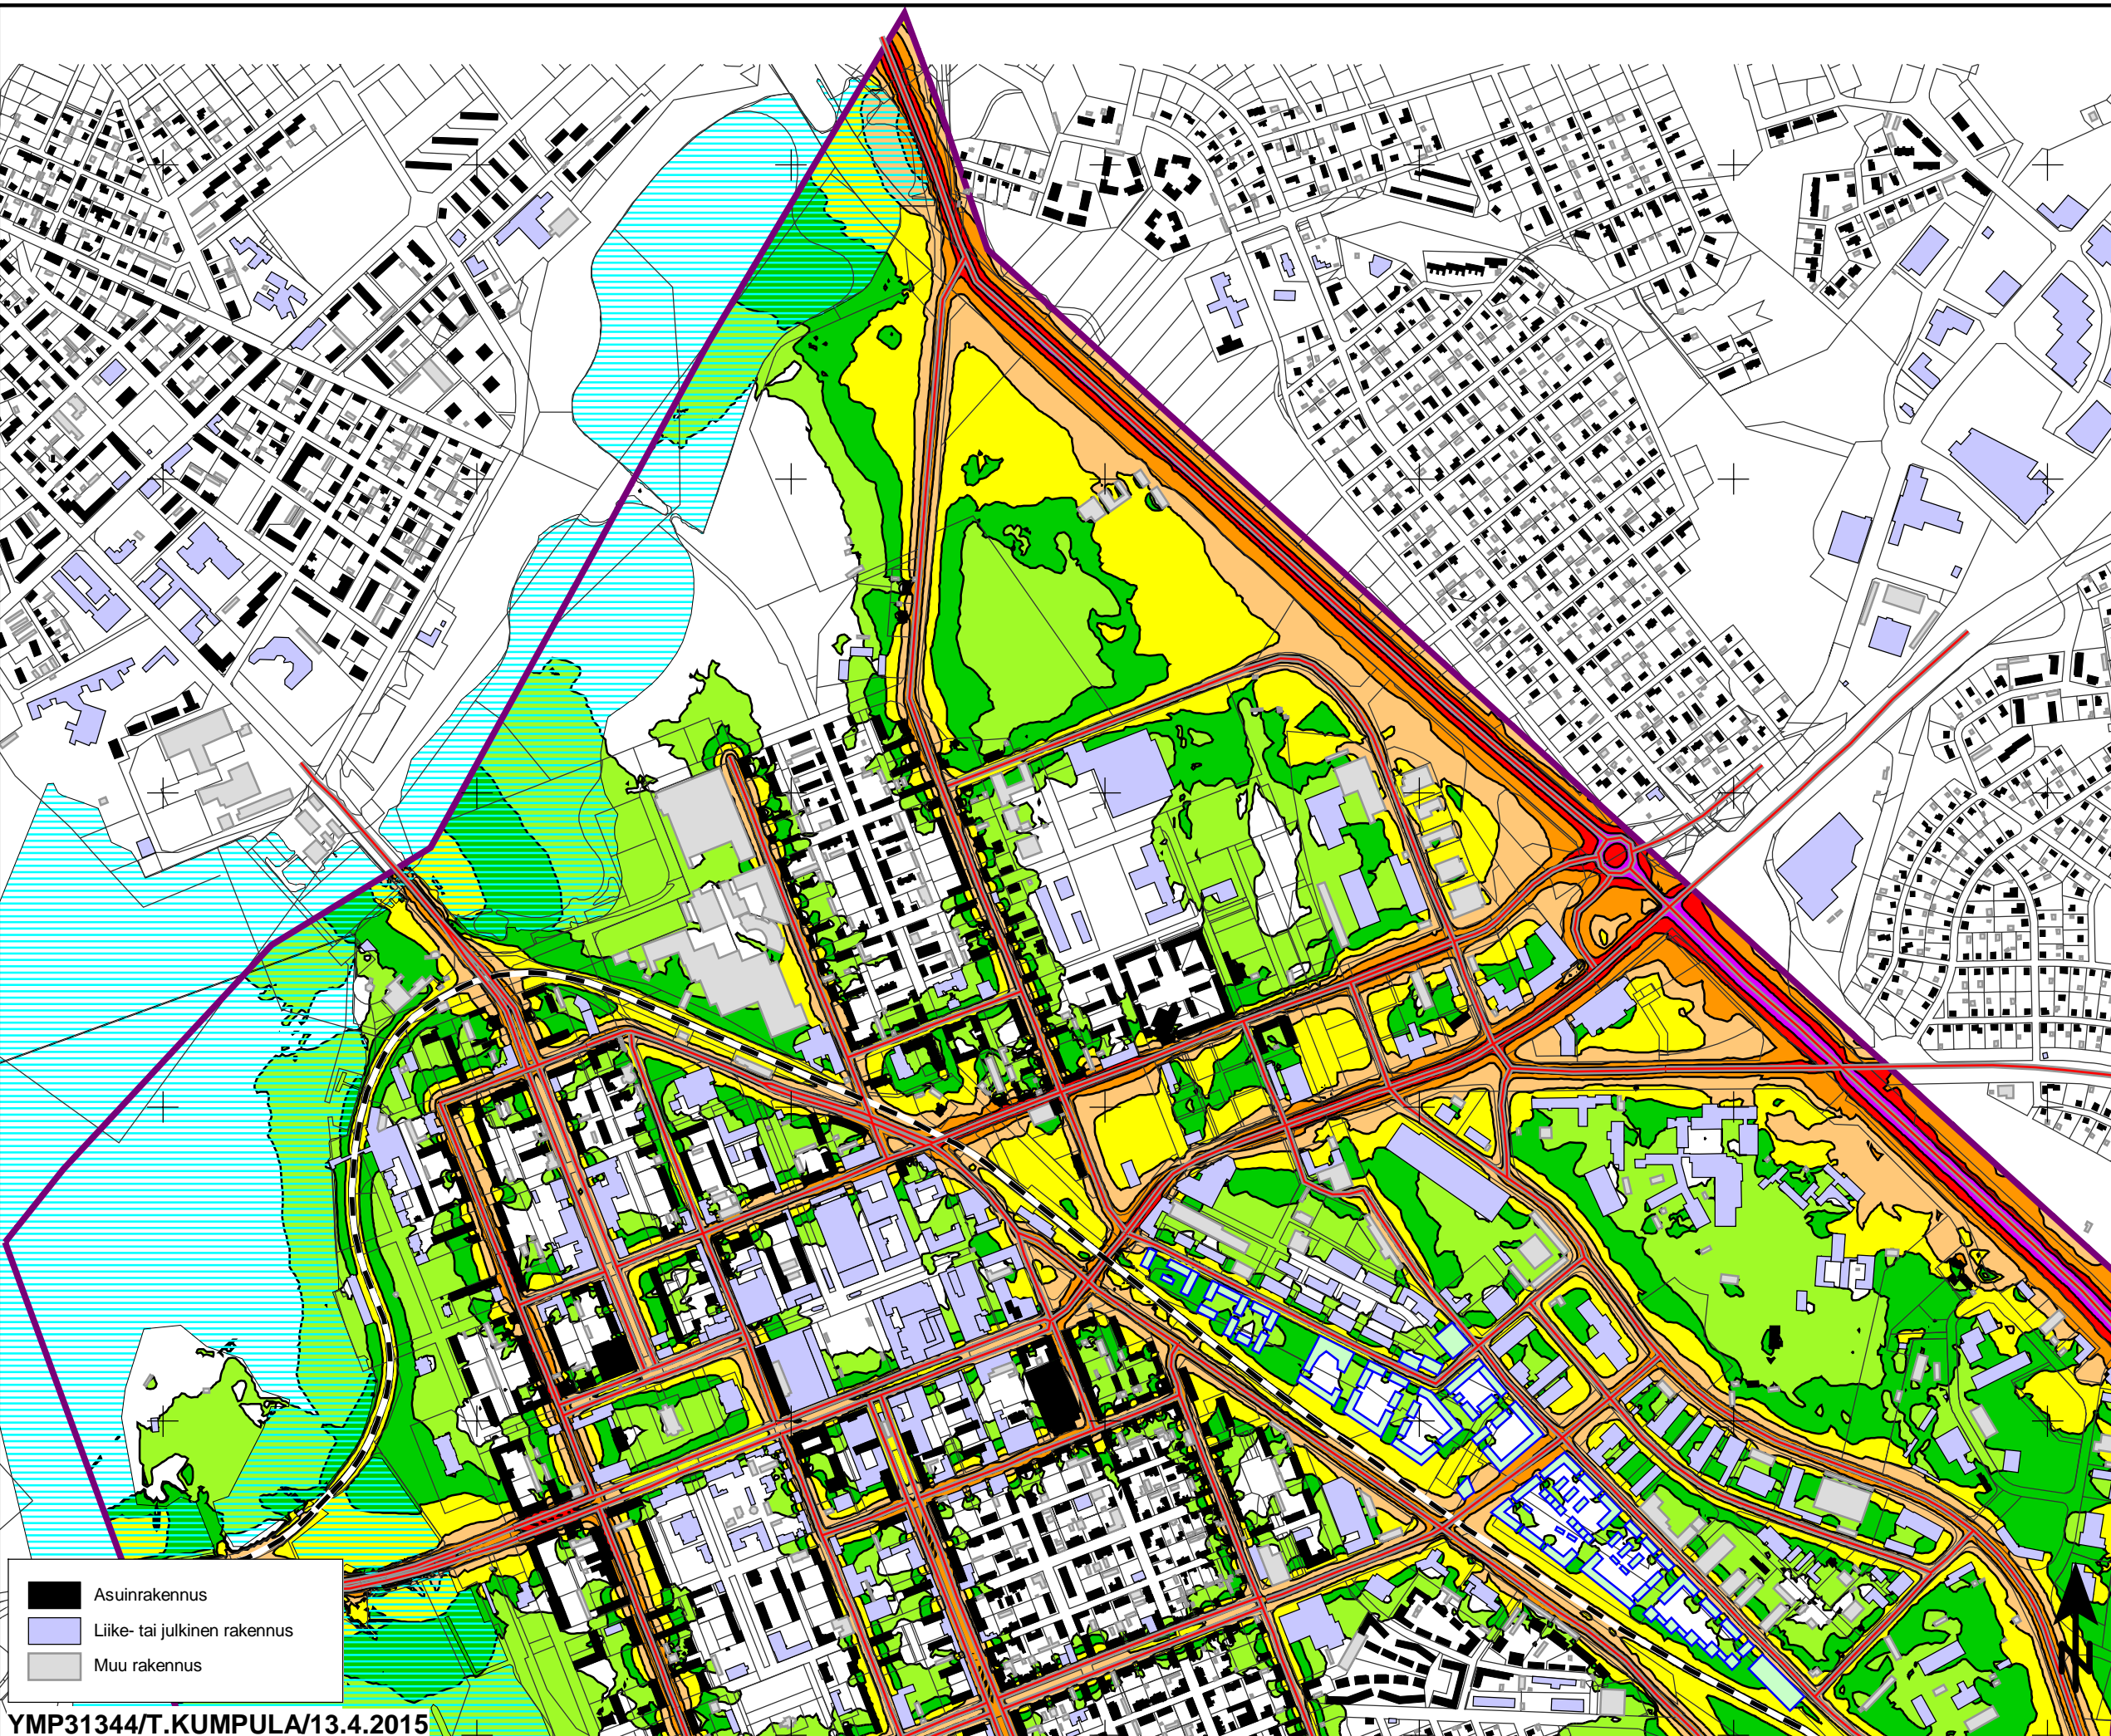 Asuinrakennus
Liike- tai julkinen rakennus
Muu rakennus
YMP31344/T.KUMPULA/13.4.2015
N